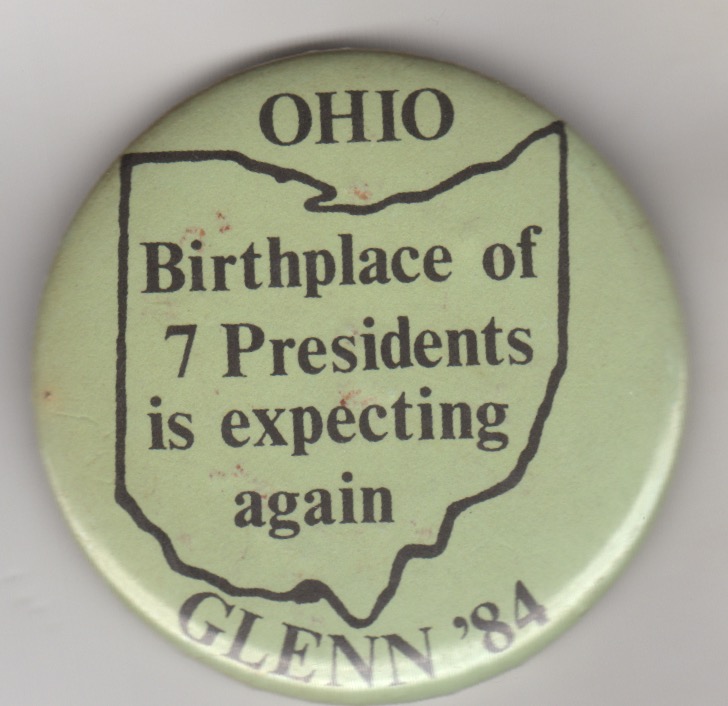 OHIO
Birthplace of
7 Presidents
is expecting
again
GLENN '84